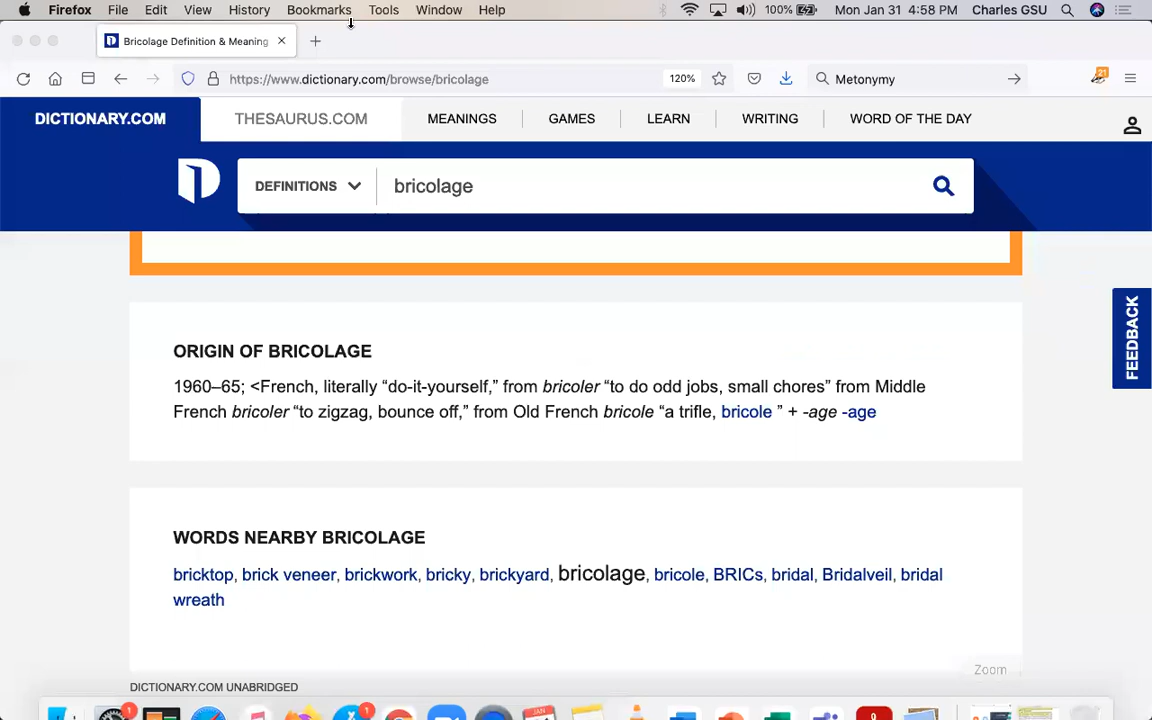 Firefox File Edit View History Bookmarks Tools Window Help 100% Mon Jan 31 4:58 PM Charles GSU
Bricolage Definition & Meaning
https://www.dictionary.com/browse/bricolage 120% Metonymy 21
DICTIONARY.COM THESAURUS.COM MEANINGS GAMES LEARN WRITING WORD OF THE DAY
DEFINITIONS bricolage
FEEDBACK
ORIGIN OF BRICOLAGE
1960–65; <French, literally “do-it-yourself,” from bricoler “to do odd jobs, small chores” from Middle
French bricoler “to zigzag, bounce off,” from Old French bricole “a trifle, bricole ” + -age -age
WORDS NEARBY BRICOLAGE
bricktop, brick veneer, brickwork, bricky, brickyard, bricolage, bricole, BRICs, bridal, Bridalveil, bridal
wreath
Zoom
DICTIONARY.COM UNABRIDGED
1 JAN 1